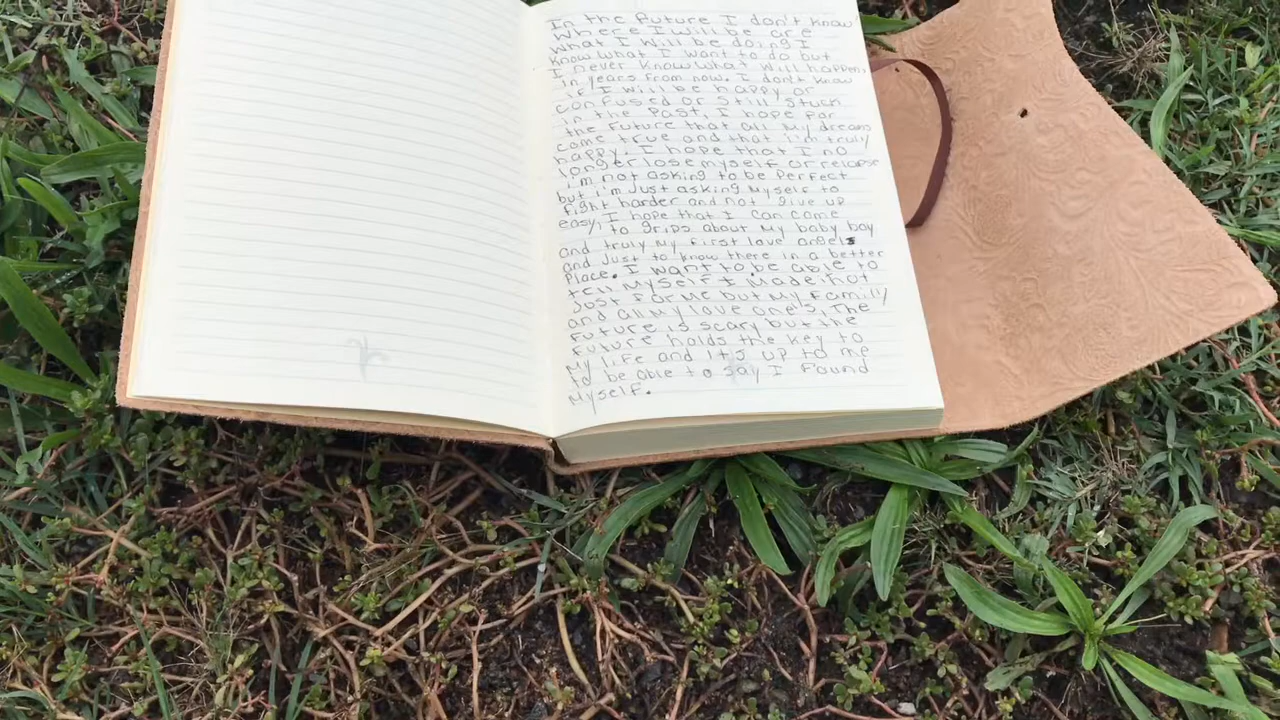 In the future I don't know
Where I will be are
what I will be doing I
Know what I want to do but
I never know what will happen,
in years from now. I don't know
if I will be happy or
confused or still stuck
in the past, I hope for
the future that all my dream
come true and that i'm truly
happy. I hope that I no
longer lose myself or relapse
i'm not asking to be perfect
but i'm just asking myself to
fight harder and not give up
easy, I hope that I can come
to grips about my baby boy
and truly my first love angels
and just to know there in a better
place. I want to be able to
tell myself I made it not
just for me but my family
and all my love one's, The
future is scary but the
future holds the key to
my life and it's up to me
to be able to say I found
myself.